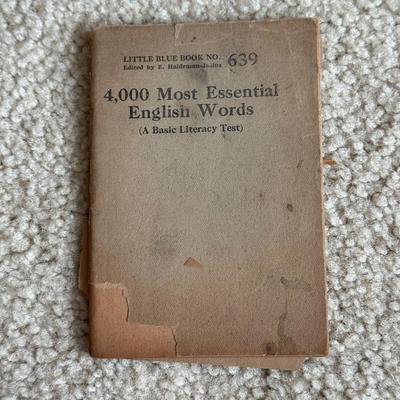 LITTLE BLUE BOOK NO. 639
Edited by E. Haldeman-Julius
4,000 Most Essential
English Words
(A Basic Literacy Test)